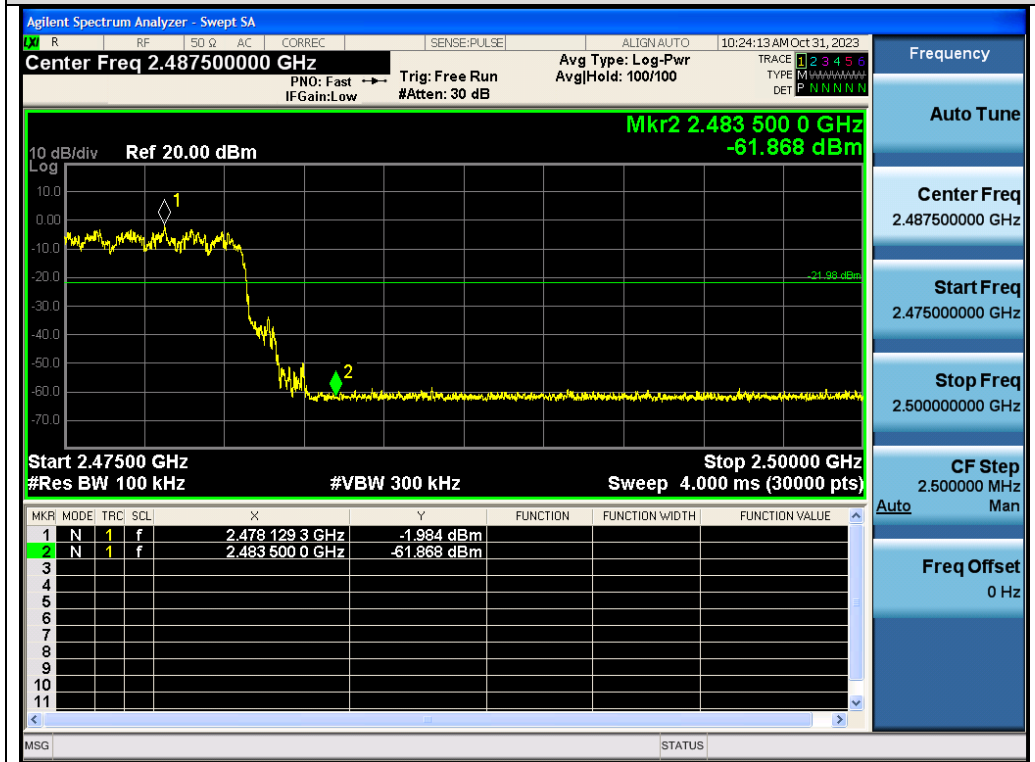 Agilent Spectrum Analyzer - Swept SA
LXI R RF 50 Ω AC CORREC SENSE:PULSE ALIGN AUTO 10:24:13 AM Oct 31, 2023
Center Freq 2.487500000 GHz
PNO: Fast
IFGain:Low
Trig: Free Run
#Atten: 30 dB
Avg Type: Log-Pwr
Avg|Hold: 100/100
TRACE 1 2 3 4 5 6
TYPE M WWWWW
DET P N N N N N
Mkr2 2.483 500 0 GHz
-61.868 dBm
10 dB/div Ref 20.00 dBm
Log
10.0
0.00
-10.0
-20.0
-30.0
-40.0
-50.0
-60.0
-70.0
1
-21.98 dBm
2
Start 2.47500 GHz Stop 2.50000 GHz
#Res BW 100 kHz #VBW 300 kHz Sweep 4.000 ms (30000 pts)
MKR MODE TRC SCL X Y FUNCTION FUNCTION WIDTH FUNCTION VALUE
1 N 1 f 2.478 129 3 GHz -1.984 dBm
2 N 1 f 2.483 500 0 GHz -61.868 dBm
3
4
5
6
7
8
9
10
11
MSG STATUS
Frequency
Auto Tune
Center Freq
2.487500000 GHz
Start Freq
2.475000000 GHz
Stop Freq
2.500000000 GHz
CF Step
2.500000 MHz
Auto Man
Freq Offset
0 Hz